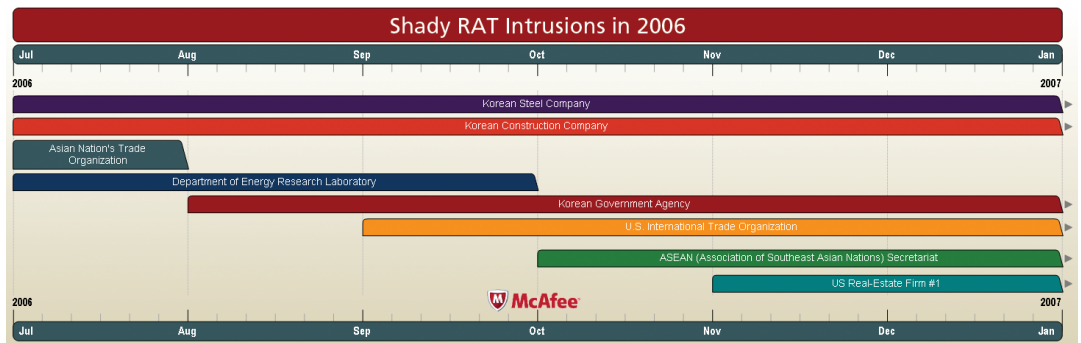 Shady RAT Intrusions in 2006
Jul Aug Sep Oct Nov Dec Jan
2006 2007
Korean Steel Company
Korean Construction Company
Asian Nation's Trade
Organization
Department of Energy Research Laboratory
Korean Government Agency
U.S. International Trade Organization
ASEAN (Association of Southeast Asian Nations) Secretariat
US Real-Estate Firm #1
2006 McAfee 2007
Jul Aug Sep Oct Nov Dec Jan